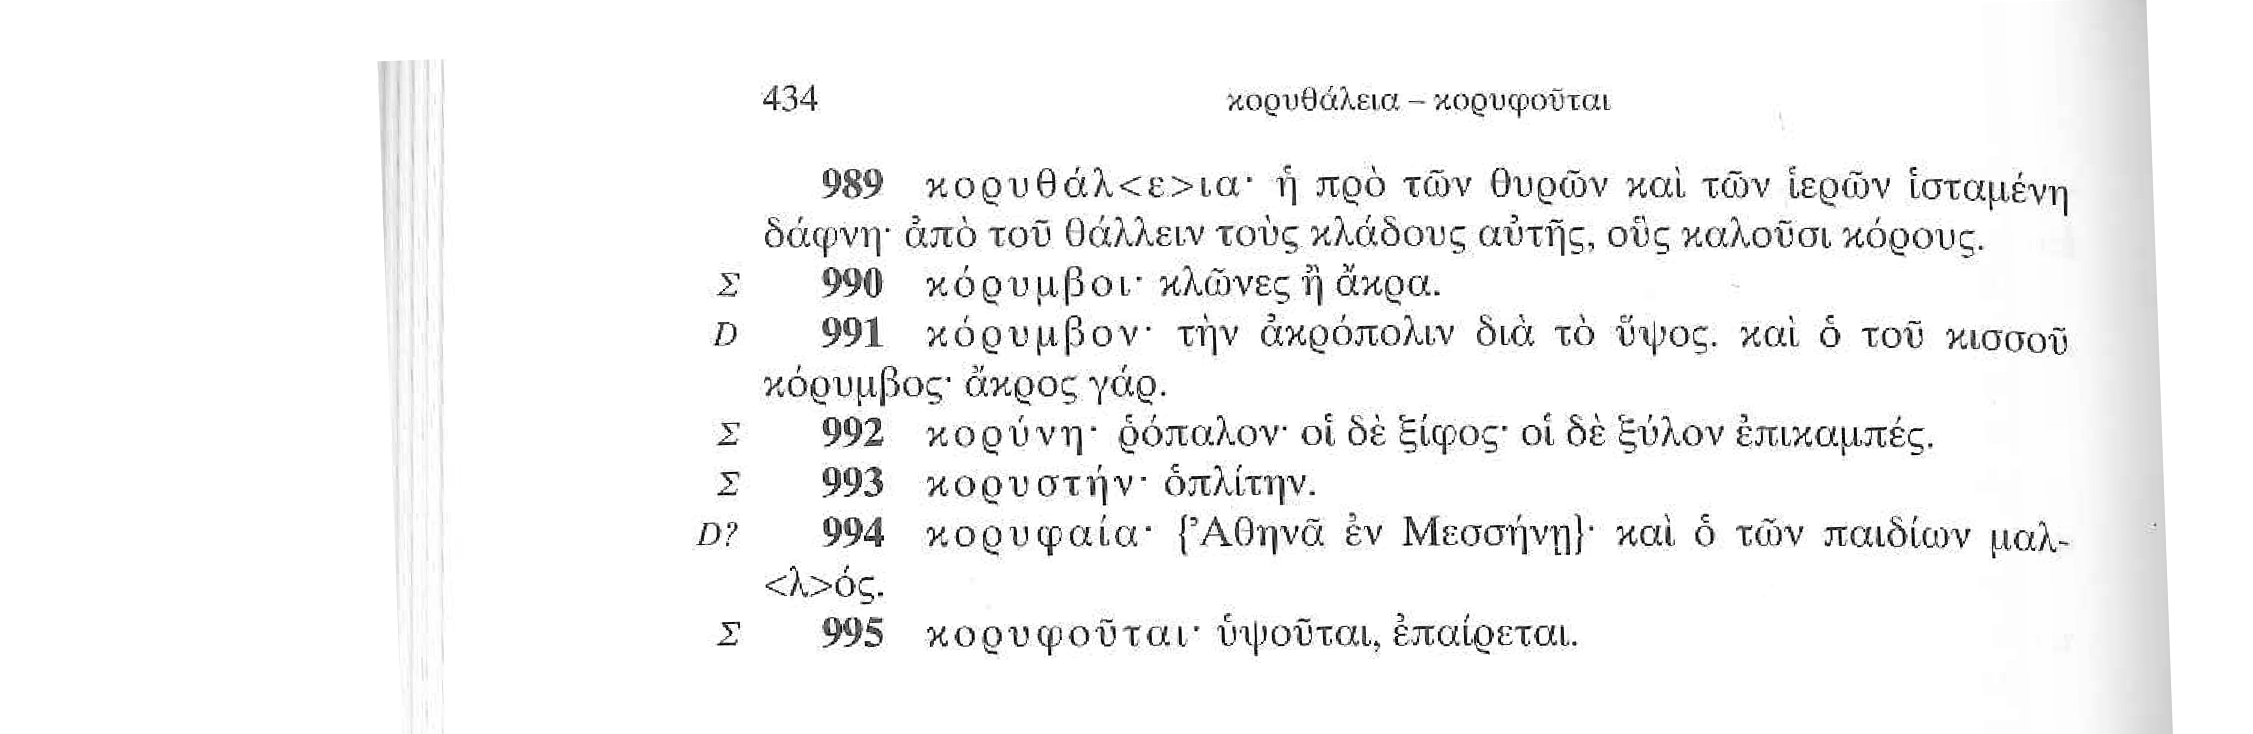 434 κορυθάλεια – κορυφοῦται
989 κορυθάλ<ε>ια· ἡ πρὸ τῶν θυρῶν καὶ τῶν ἱερῶν ἱσταμένη
δάφνη· ἀπὸ τοῦ θάλλειν τοὺς κλάδους αὐτῆς, οὓς καλοῦσι κόρους.
Σ 990 κόρυμβοι· κλῶνες ἢ ἄκρα.
D 991 κόρυμβον· τὴν ἀκρόπολιν διὰ τὸ ὕψος. καὶ ὁ τοῦ κισσοῦ
κόρυμβος· ἄκρος γάρ.
Σ 992 κορύνη· ῥόπαλον· οἱ δὲ ξίφος· οἱ δὲ ξύλον ἐπικαμπές.
Σ 993 κορυστήν· ὁπλίτην.
D? 994 κορυφαία· {Ἀθηνᾶ ἐν Μεσσήνῃ}· καὶ ὁ τῶν παιδίων μαλ-
<λ>ός.
Σ 995 κορυφοῦται· ὑψοῦται, ἐπαίρεται.